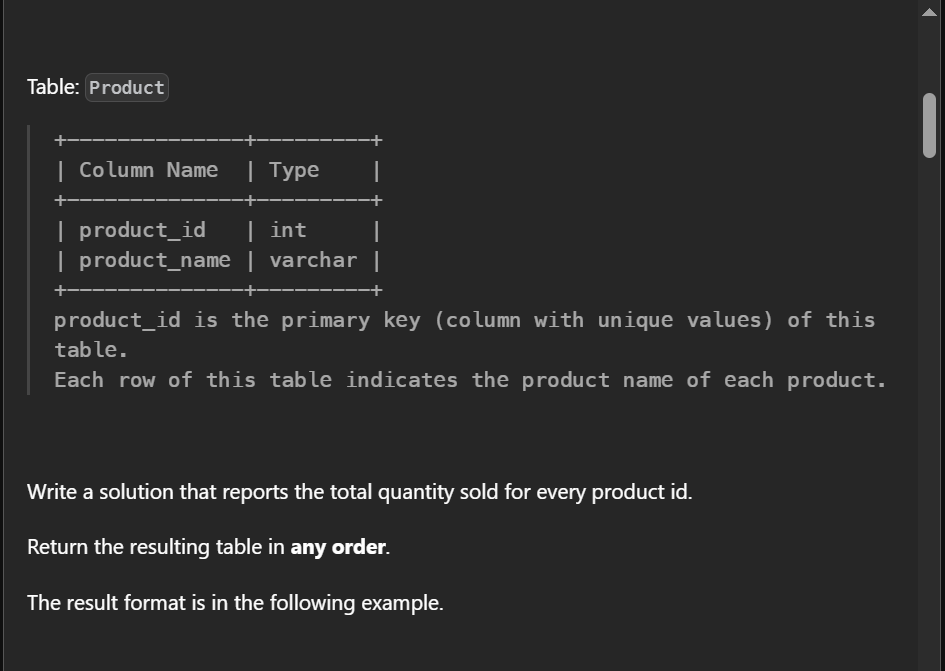 Table: Product
+--------------+---------+
| Column Name  | Type    |
+--------------+---------+
| product_id   | int     |
| product_name | varchar |
+--------------+---------+
product_id is the primary key (column with unique values) of this
table.
Each row of this table indicates the product name of each product.
Write a solution that reports the total quantity sold for every product id.
Return the resulting table in any order.
The result format is in the following example.